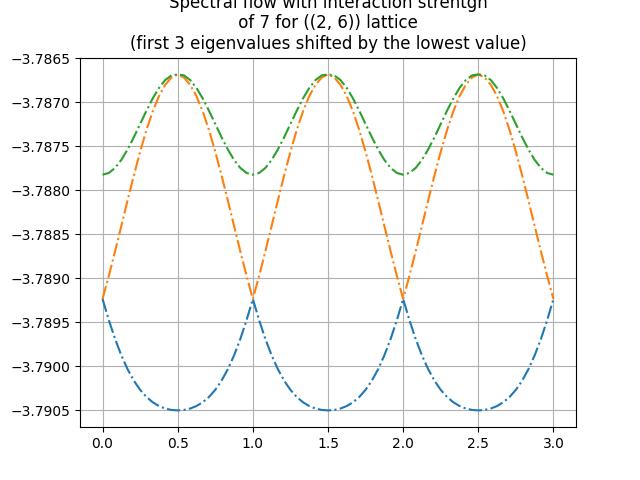 Spectral flow with interaction strentgh
of 7 for ((2, 6)) lattice
(first 3 eigenvalues shifted by the lowest value)
−3.7865
−3.7870
−3.7875
−3.7880
−3.7885
−3.7890
−3.7895
−3.7900
−3.7905
0.0 0.5 1.0 1.5 2.0 2.5 3.0